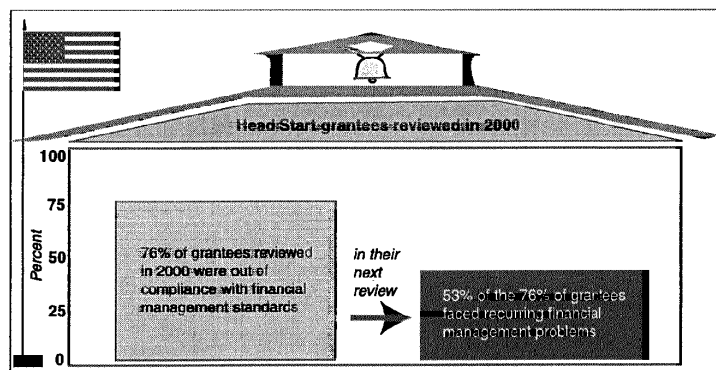 Head Start grantees reviewed in 2000
100
75
50
25
0
Percent
76% of grantees reviewed
in 2000 were out of
compliance with financial
management standards
in their
next
review
53% of the 76% of grantees
faced recurring financial
management problems